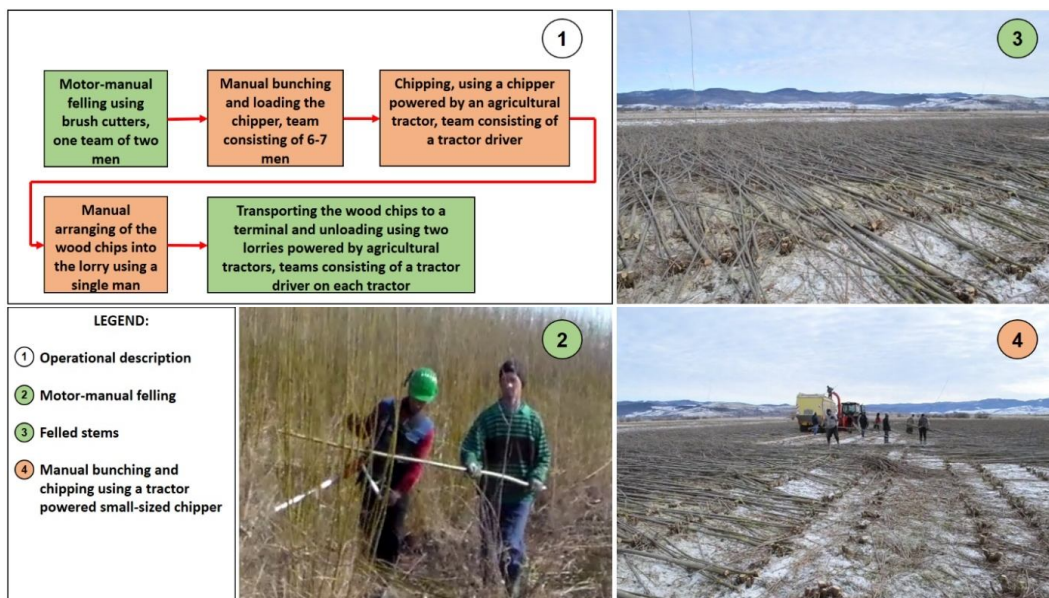 1
3
Motor-manual
felling using
brush cutters,
one team of two
men
Manual bunching
and loading the
chipper, team
consisting of 6-7
men
Chipping, using a chipper
powered by an agricultural
tractor, team consisting of
a tractor driver
Manual
arranging of the
wood chips into
the lorry using a
single man
Transporting the wood chips to a
terminal and unloading using two
lorries powered by agricultural
tractors, teams consisting of a tractor
driver on each tractor
LEGEND:
1 Operational description
2 Motor-manual felling
3 Felled stems
4 Manual bunching and
chipping using a tractor
powered small-sized chipper
2
4